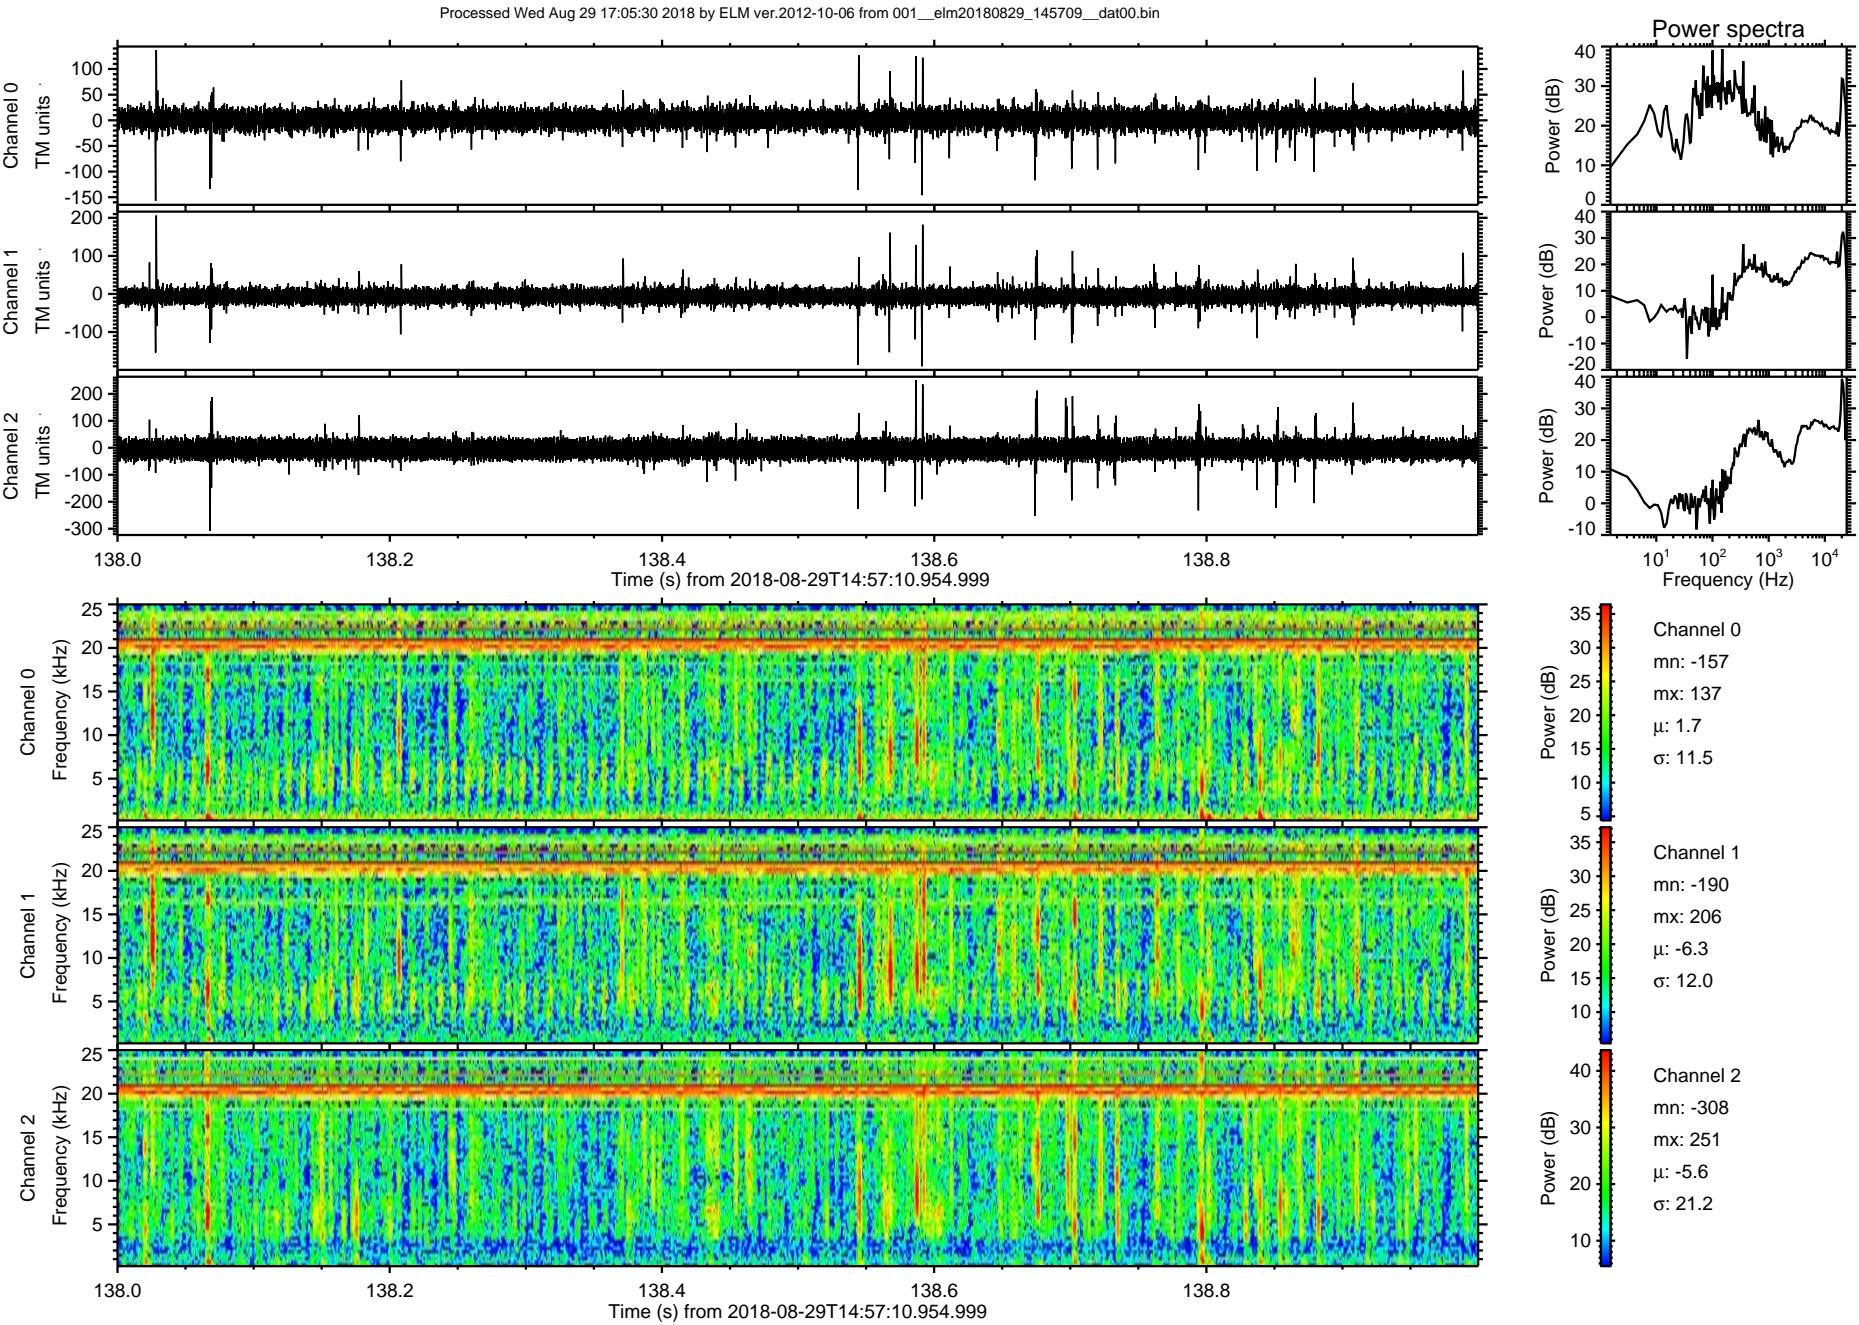 Processed Wed Aug 29 17:05:30 2018 by ELM ver.2012-10-06 from 001__elm20180829_145709__dat00.bin
Power spectra
Channel 0
TM units
100
50
0
-50
-100
-150
Power (dB)
40
30
20
10
0
Channel 1
TM units
200
100
0
-100
Power (dB)
40
30
20
10
0
-10
-20
Channel 2
TM units
200
100
0
-100
-200
-300
Power (dB)
40
30
20
10
0
-10
138.0 138.2 138.4 138.6 138.8
Time (s) from 2018-08-29T14:57:10.954.999
10¹ 10² 10³ 10⁴
Frequency (Hz)
Channel 0
Frequency (kHz)
25
20
15
10
5
Power (dB)
35
30
25
20
15
10
5
Channel 0
mn: -157
mx: 137
μ: 1.7
σ: 11.5
Channel 1
Frequency (kHz)
25
20
15
10
5
Power (dB)
35
30
25
20
15
10
Channel 1
mn: -190
mx: 206
μ: -6.3
σ: 12.0
Channel 2
Frequency (kHz)
25
20
15
10
5
Power (dB)
40
30
20
10
Channel 2
mn: -308
mx: 251
μ: -5.6
σ: 21.2
138.0 138.2 138.4 138.6 138.8
Time (s) from 2018-08-29T14:57:10.954.999